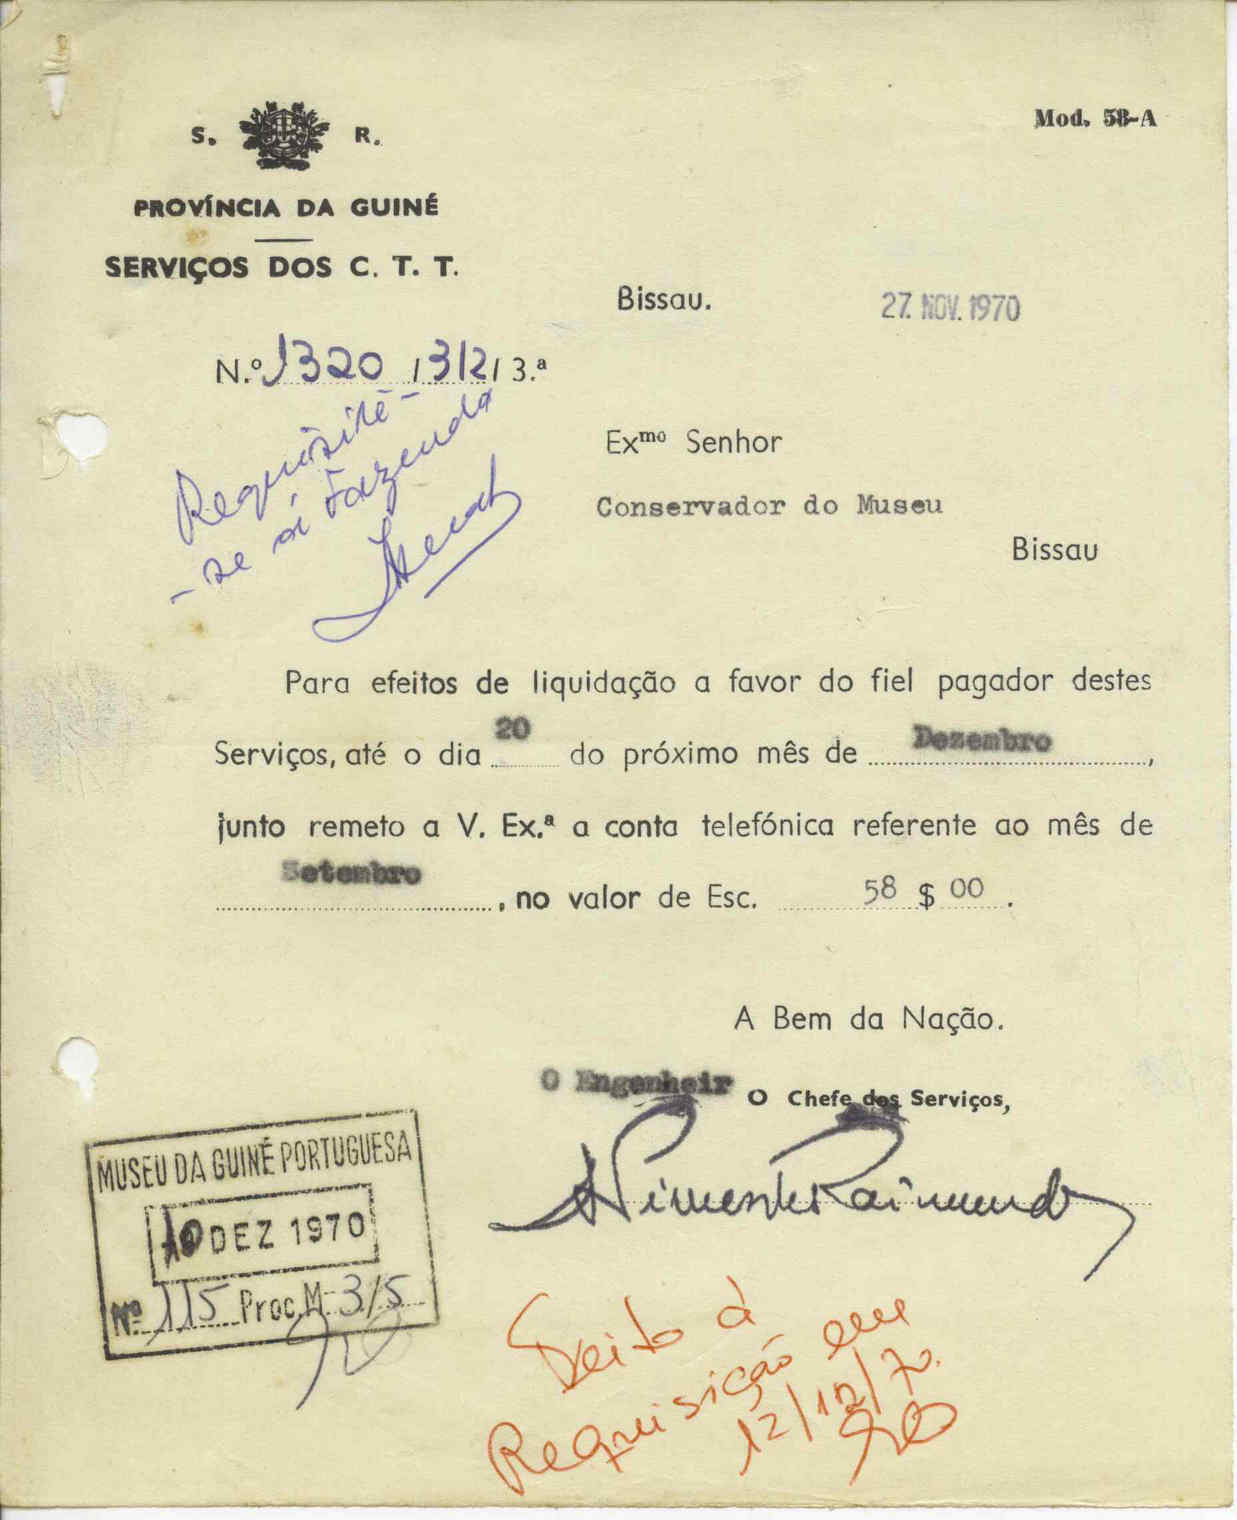 Mod. 58-A
S. R.
PROVÍNCIA DA GUINÉ
SERVIÇOS DOS C. T. T.
Bissau. 27. NOV. 1970
N.º 1320 /312/ 3.ª
Requisite-
-se à Fazenda
Exmo Senhor
Conservador do Museu
Bissau
Para efeitos de liquidação a favor do fiel pagador destes
Serviços, até o dia 20 do próximo mês de Dezembro,
junto remeto a V. Ex.ª a conta telefónica referente ao mês de
Setembro, no valor de Esc. 58 $ 00.
A Bem da Nação.
O Engenheir O Chefe dos Serviços,
Raimundo
MUSEU DA GUINÉ PORTUGUESA
10 DEZ 1970
Nº 115 Proc. M-3/5
Feito a
Requisição em
12/12/70.